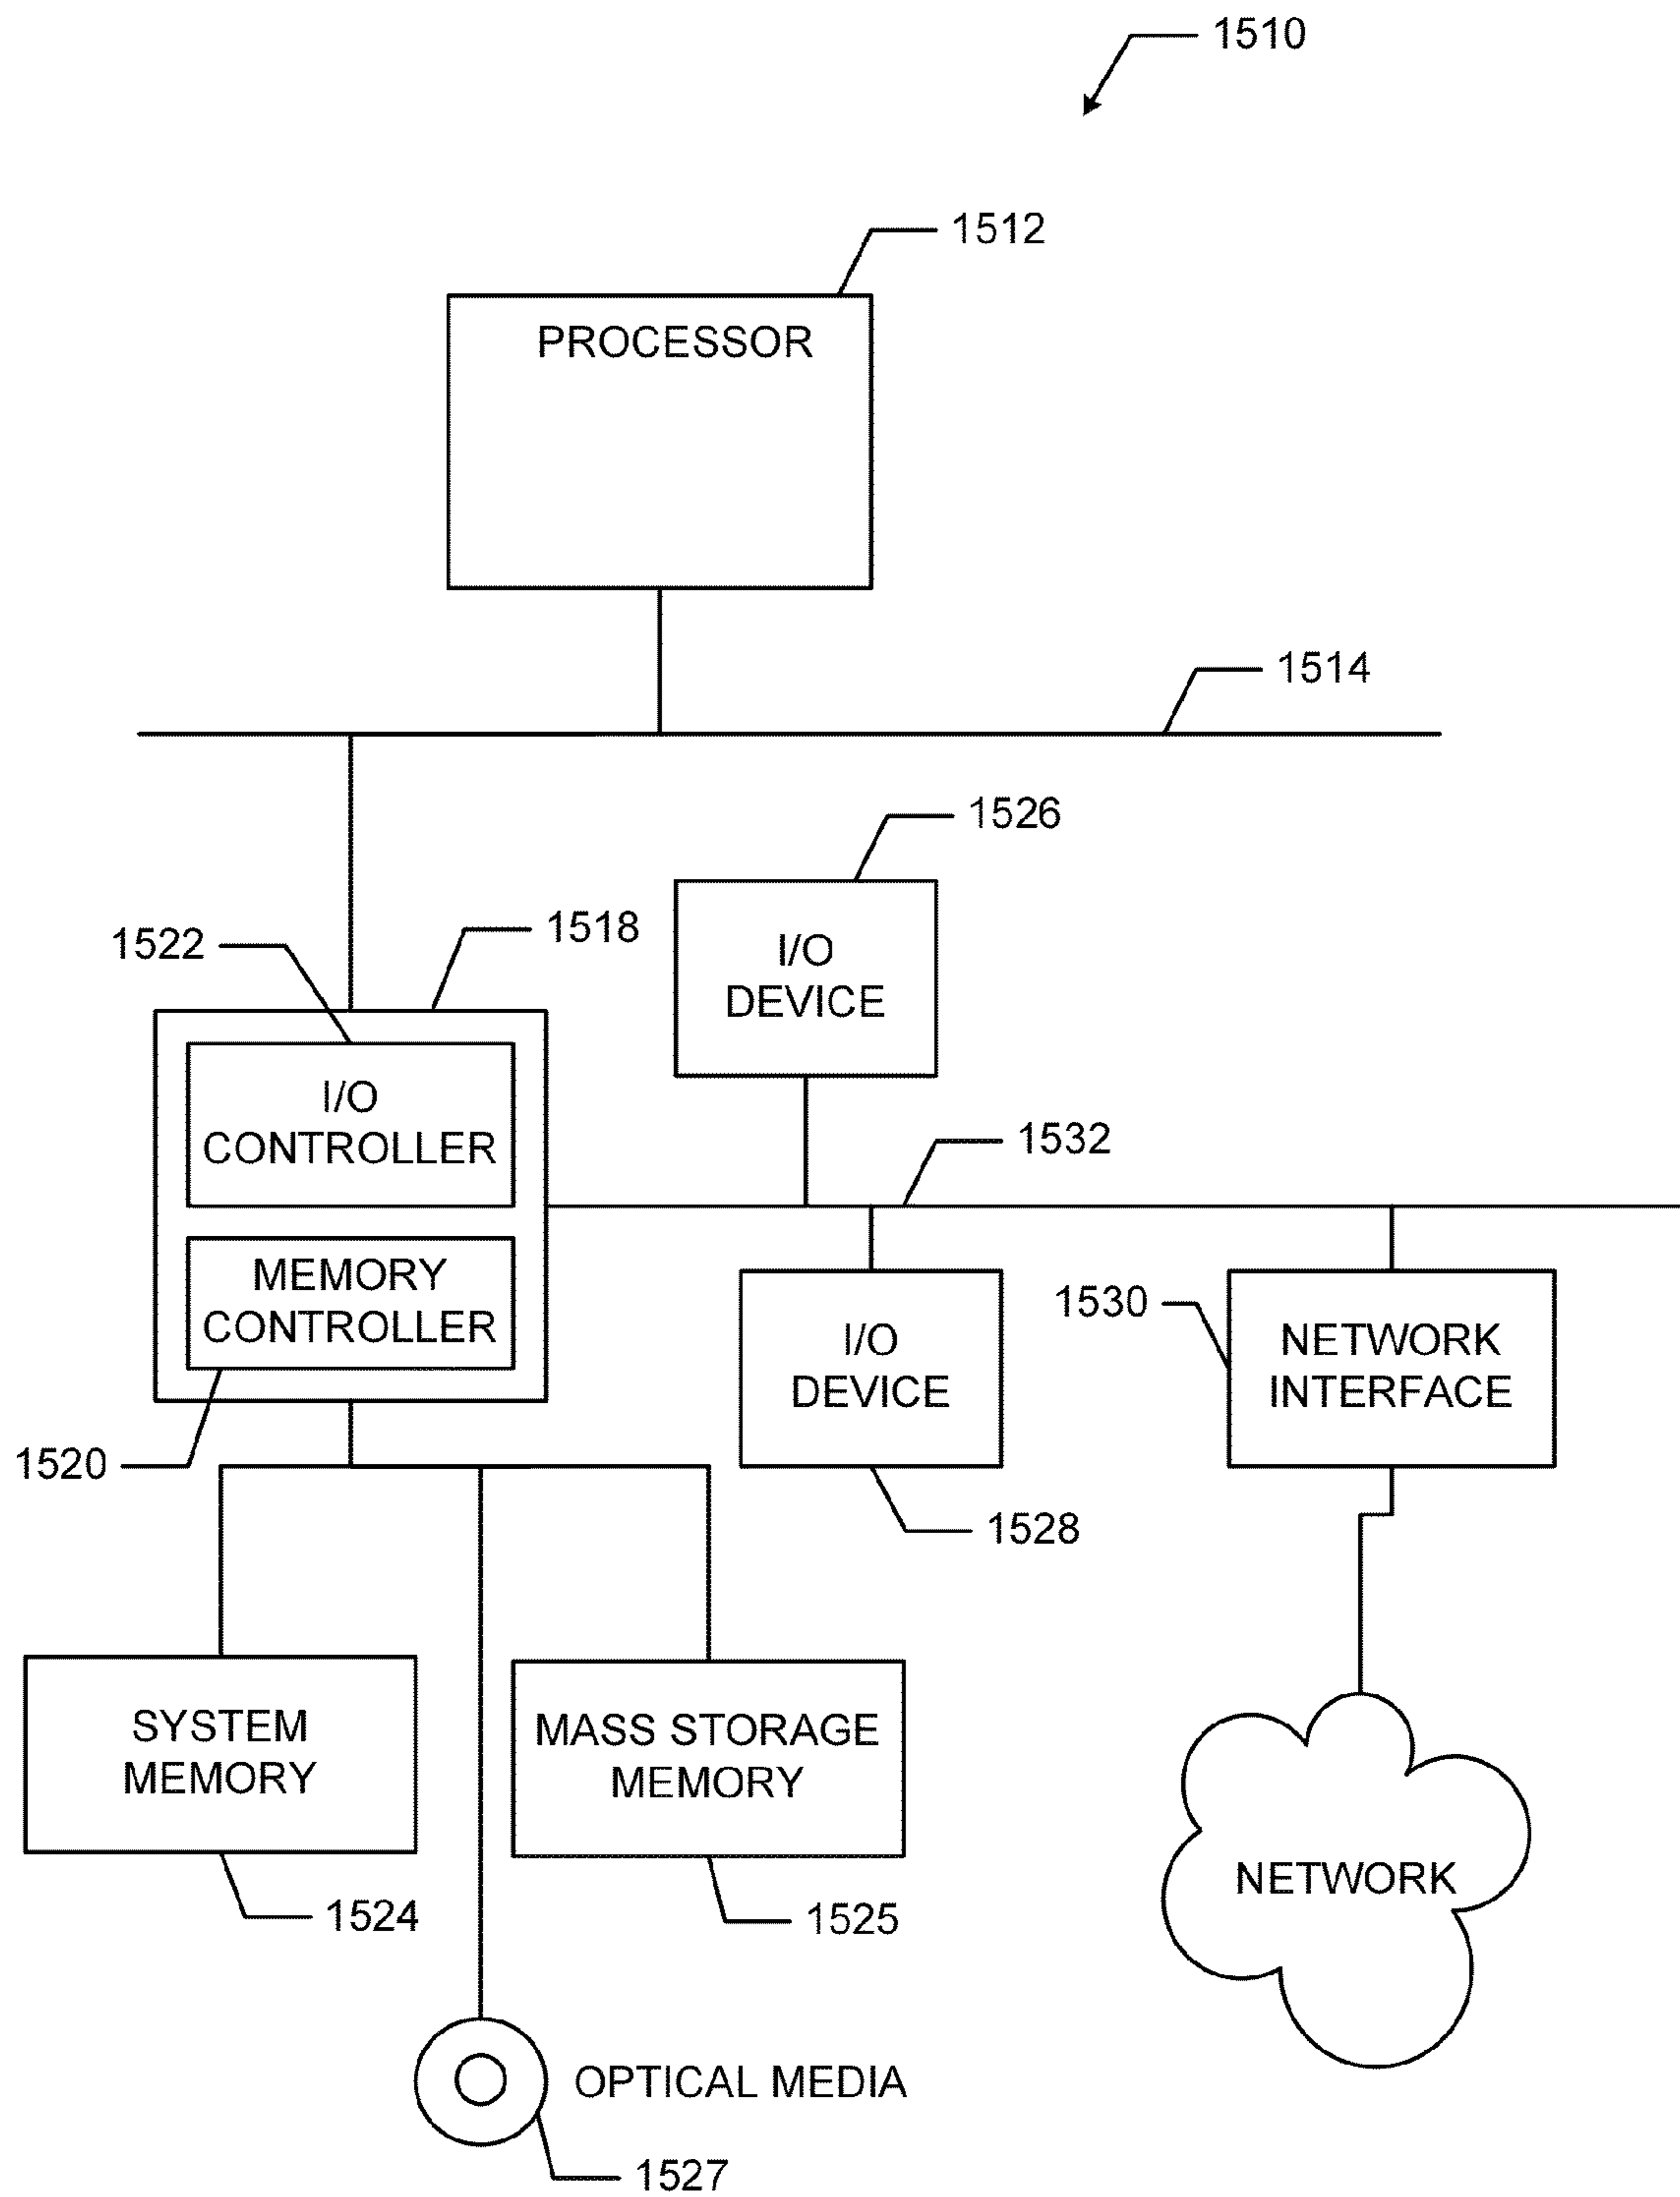 1510
1512
PROCESSOR
1514
1526
1522
1518
I/O
DEVICE
I/O
CONTROLLER
1532
MEMORY
CONTROLLER
1530
I/O
DEVICE
NETWORK
INTERFACE
1520
1528
SYSTEM
MEMORY
MASS STORAGE
MEMORY
NETWORK
1524
1525
OPTICAL MEDIA
1527